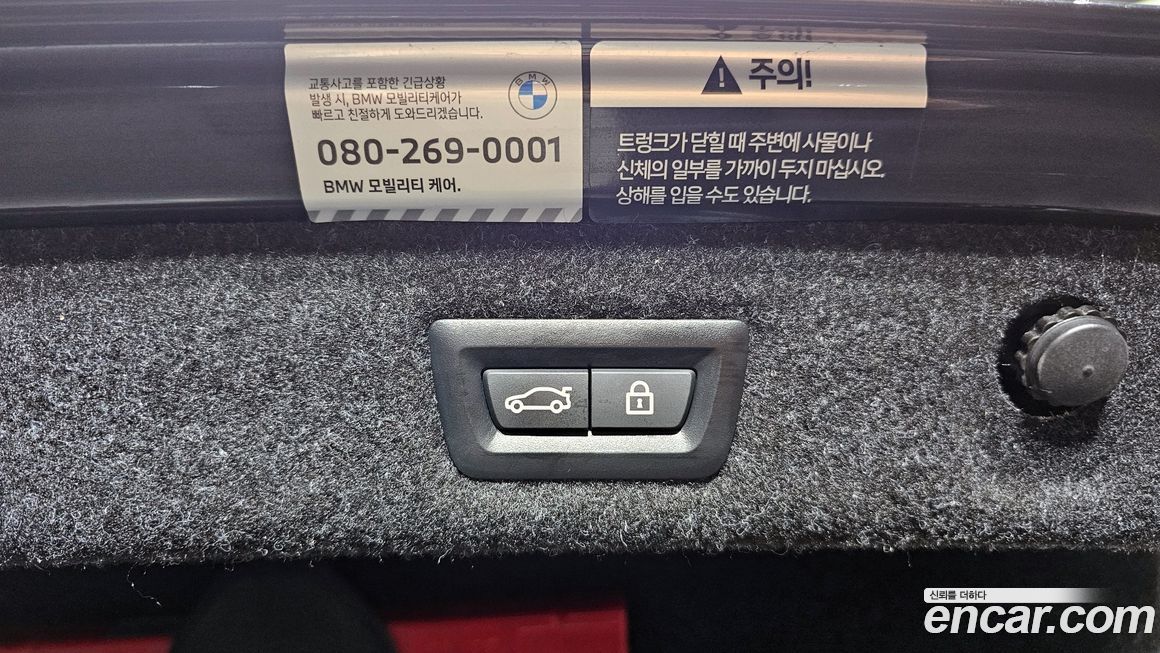 교통사고를 포함한 긴급상황
발생 시, BMW 모빌리티케어가
빠르고 친절하게 도와드리겠습니다.
BMW
080-269-0001
BMW 모빌리티 케어.
주의!
트렁크가 닫힐 때 주변에 사물이나
신체의 일부를 가까이 두지 마십시오.
상해를 입을 수도 있습니다.
신뢰를 더하다
encar.com